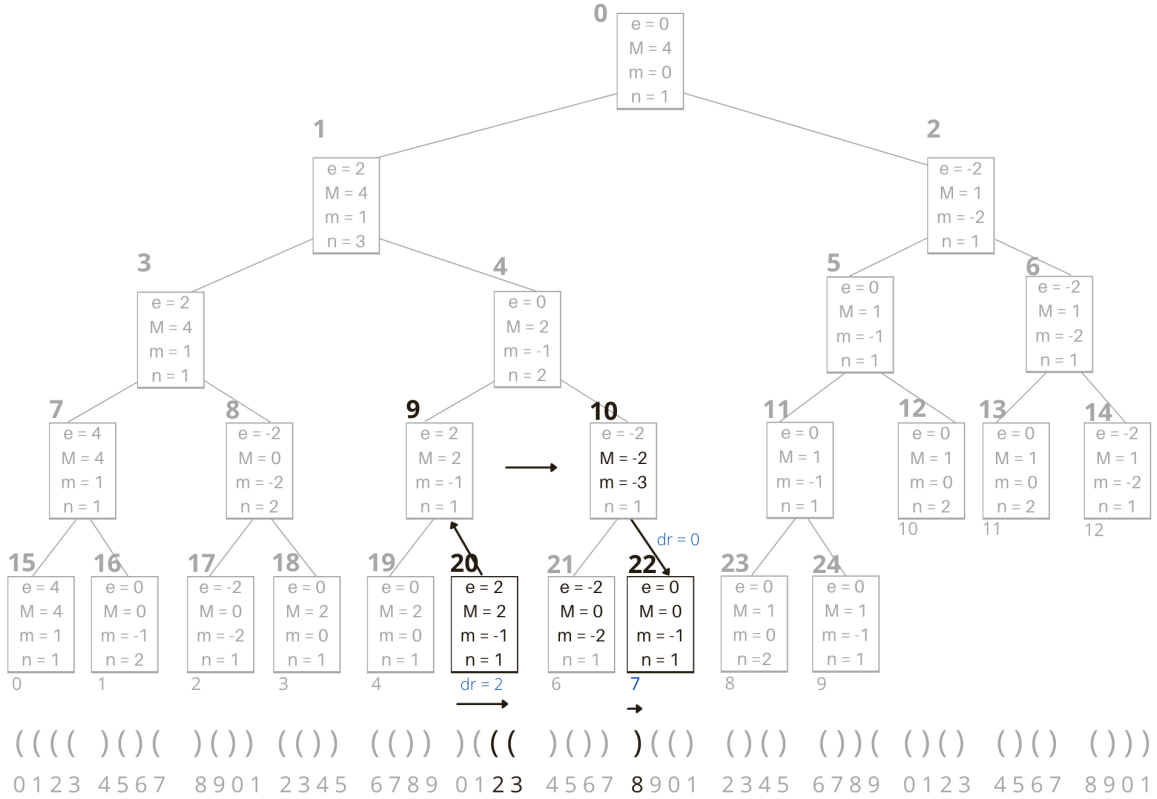 0
e = 0
M = 4
m = 0
n = 1
1
e = 2
M = 4
m = 1
n = 3
2
e = -2
M = 1
m = -2
n = 1
3
e = 2
M = 4
m = 1
n = 1
4
e = 0
M = 2
m = -1
n = 2
5
e = 0
M = 1
m = -1
n = 1
6
e = -2
M = 1
m = -2
n = 1
7
e = 4
M = 4
m = 1
n = 1
8
e = -2
M = 0
m = -2
n = 2
9
e = 2
M = 2
m = -1
n = 1
10
e = -2
M = -2
m = -3
n = 1
11
e = 0
M = 1
m = -1
n = 1
12
e = 0
M = 1
m = 0
n = 2
10
13
e = 0
M = 1
m = 0
n = 2
11
14
e = -2
M = 1
m = -2
n = 1
12
dr = 0
15
e = 4
M = 4
m = 1
n = 1
0
16
e = 0
M = 0
m = -1
n = 2
1
17
e = -2
M = 0
m = -2
n = 1
2
18
e = 0
M = 2
m = 0
n = 1
3
19
e = 0
M = 2
m = 0
n = 1
4
20
e = 2
M = 2
m = -1
n = 1
dr = 2
21
e = -2
M = 0
m = -2
n = 1
6
22
e = 0
M = 0
m = -1
n = 1
7
23
e = 0
M = 1
m = 0
n =2
8
24
e = 0
M = 1
m = -1
n = 1
9
( ( ( ( ) ( ) ( ) ( ) ) ( ( ) ) ( ( ) ) ) ( ( ( ) ( ) ) ) ( ( ) ( ) ( ) ( ) ) ( ( ) ( ) ( ) ( ) ( ) ) )
0 1 2 3 4 5 6 7 8 9 0 1 2 3 4 5 6 7 8 9 0 1 2 3 4 5 6 7 8 9 0 1 2 3 4 5 6 7 8 9 0 1 2 3 4 5 6 7 8 9 0 1